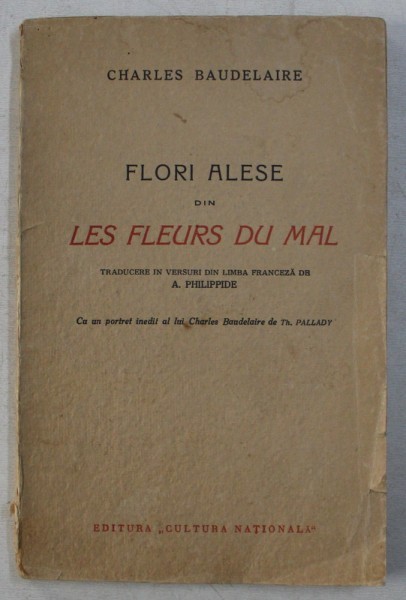 CHARLES BAUDELAIRE
FLORI ALESE
DIN
LES FLEURS DU MAL
TRADUCERE IN VERSURI DIN LIMBA FRANCEZĂ DE
A. PHILIPPIDE
Cu un portret inedit al lui Charles Baudelaire de Th. PALLADY
EDITURA „CULTURA NAȚIONALĂ“